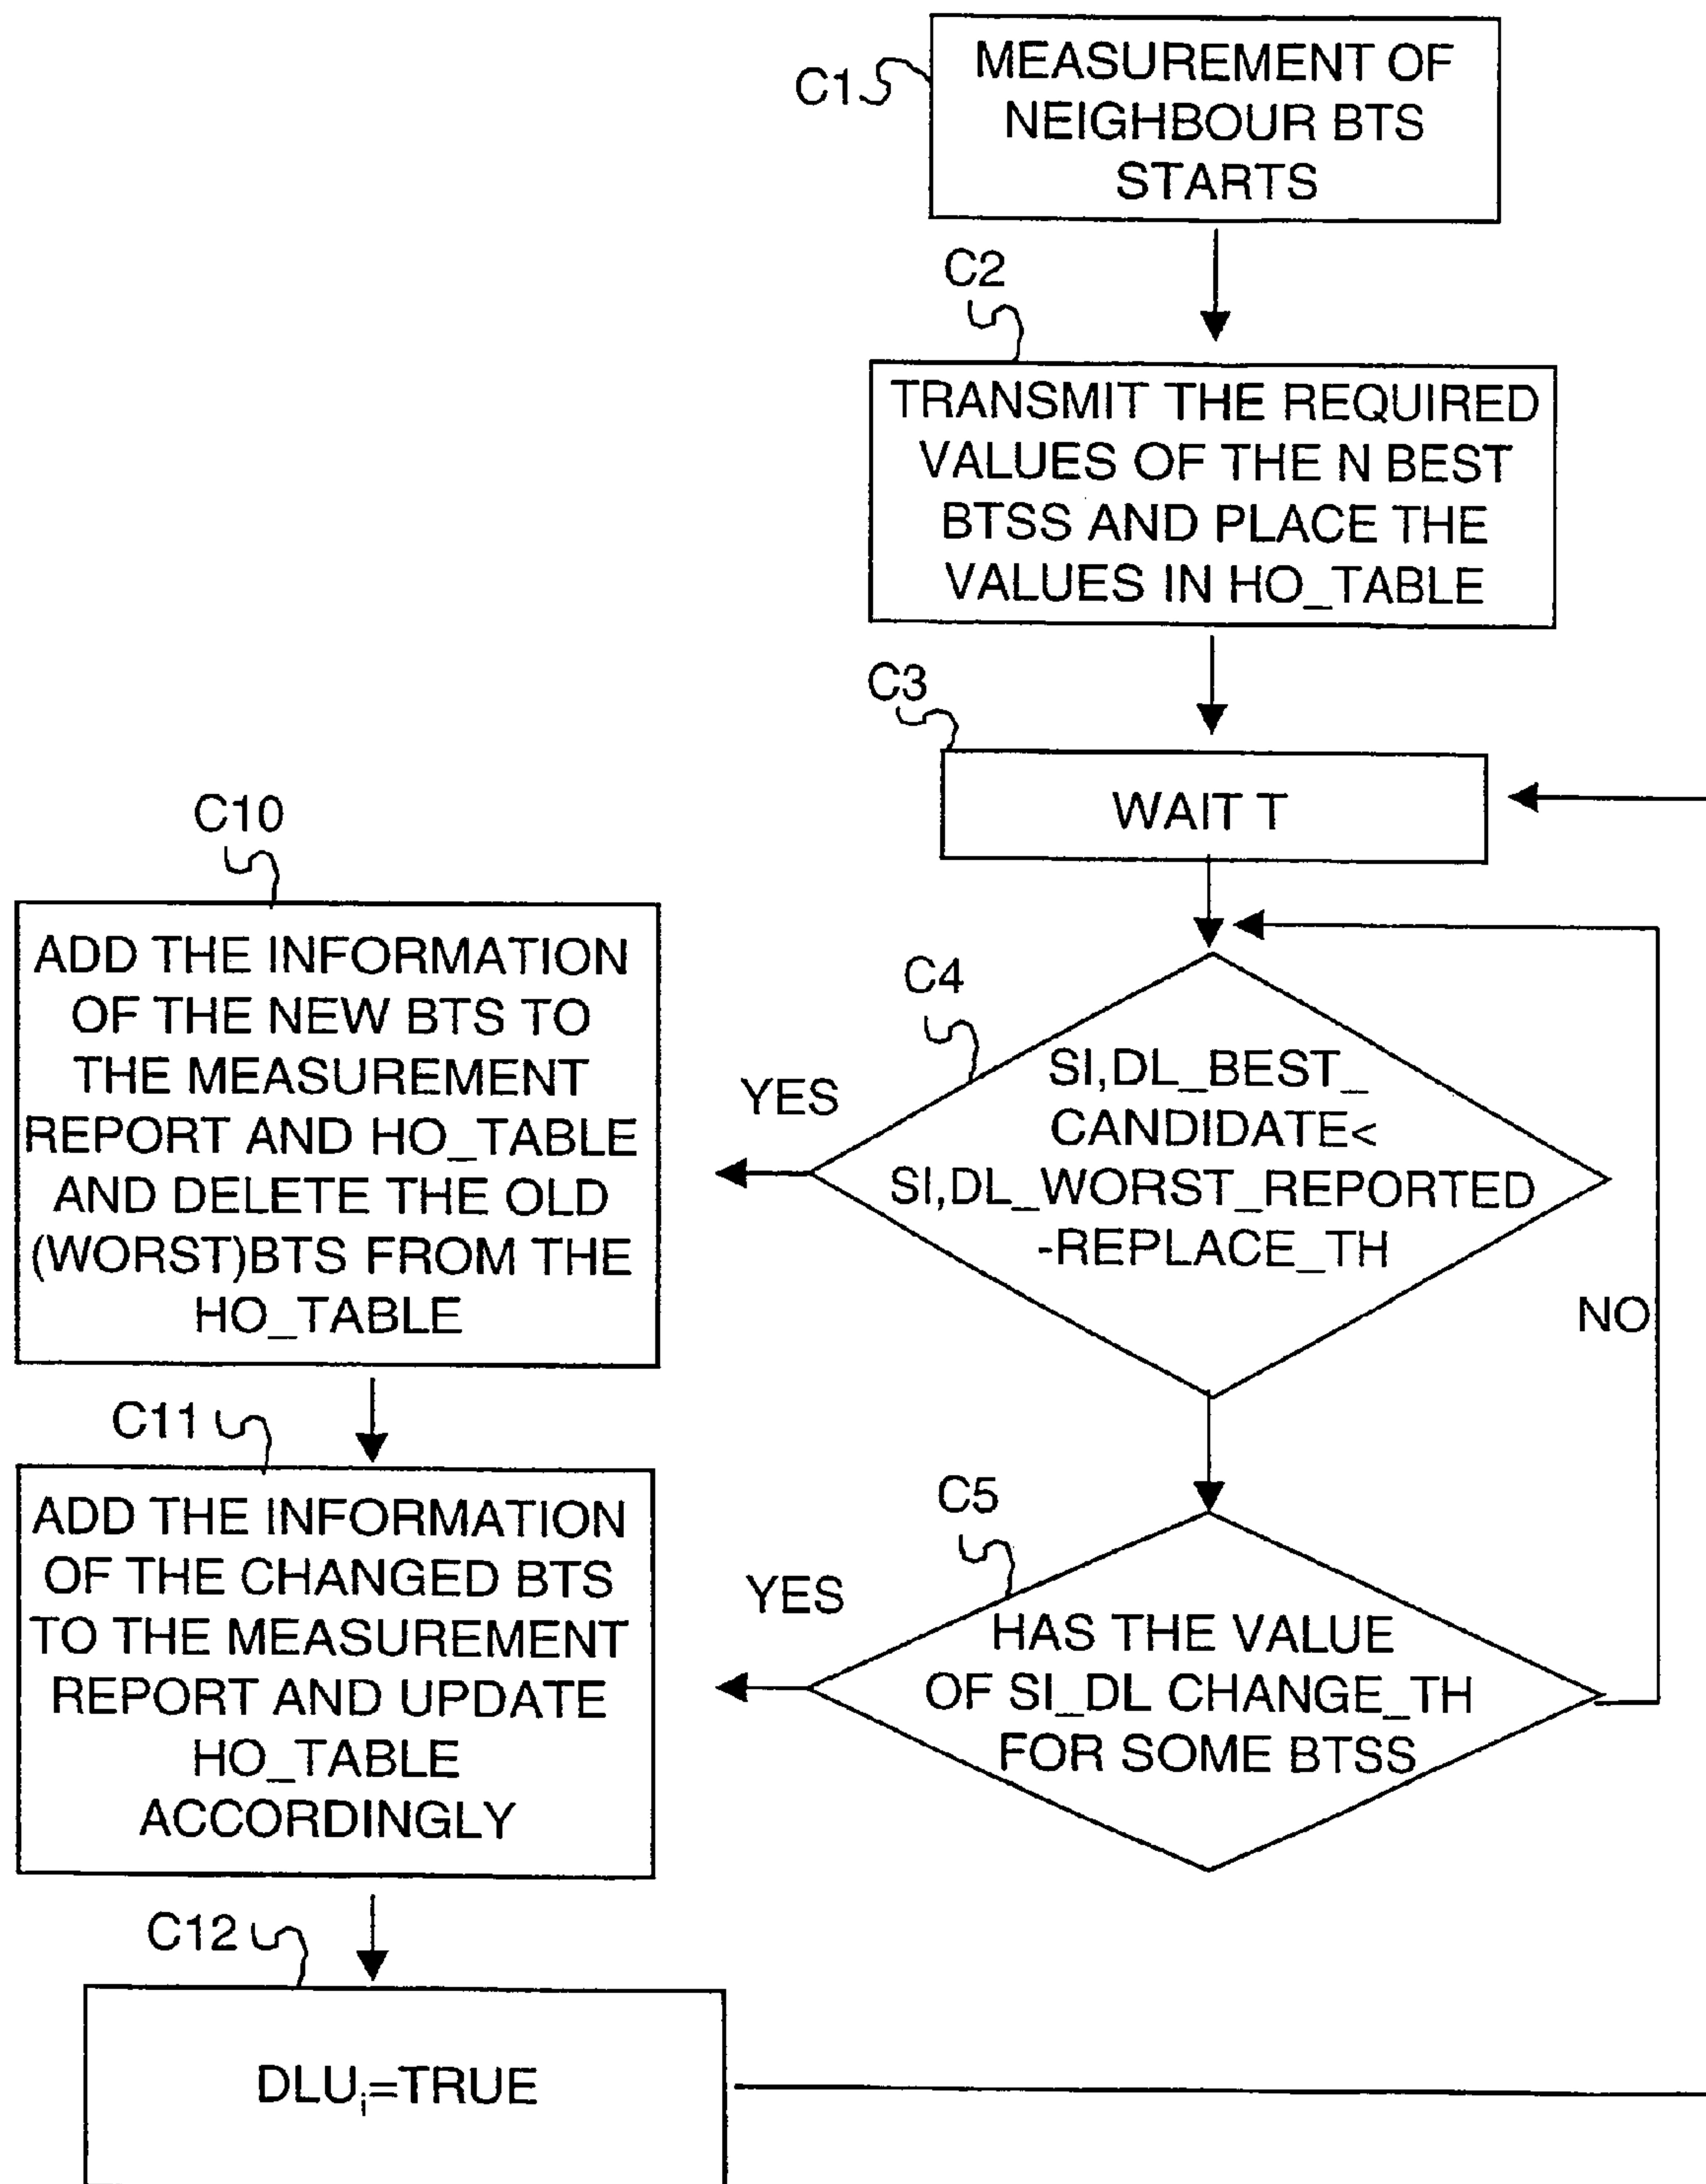 C1
MEASUREMENT OF
NEIGHBOUR BTS
STARTS
C2
TRANSMIT THE REQUIRED
VALUES OF THE N BEST
BTSS AND PLACE THE
VALUES IN HO_TABLE
C3
WAIT T
C4
SI,DL_BEST_
CANDIDATE<
SI,DL_WORST_REPORTED
-REPLACE_TH
YES
NO
C10
ADD THE INFORMATION
OF THE NEW BTS TO
THE MEASUREMENT
REPORT AND HO_TABLE
AND DELETE THE OLD
(WORST)BTS FROM THE
HO_TABLE
C5
HAS THE VALUE
OF SI_DL CHANGE_TH
FOR SOME BTSS
YES
C11
ADD THE INFORMATION
OF THE CHANGED BTS
TO THE MEASUREMENT
REPORT AND UPDATE
HO_TABLE
ACCORDINGLY
C12
DLUᵢ=TRUE